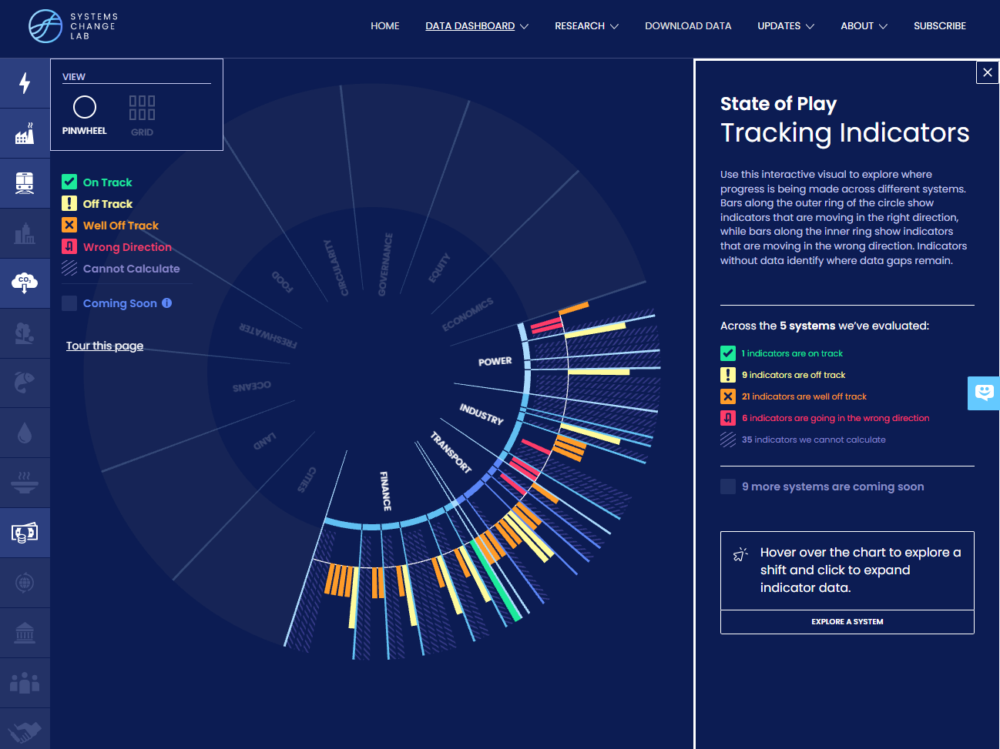 SYSTEMS
CHANGE
LAB
HOME
DATA DASHBOARD
RESEARCH
DOWNLOAD DATA
UPDATES
ABOUT
SUBSCRIBE
VIEW
PINWHEEL
GRID
On Track
Off Track
Well Off Track
Wrong Direction
Cannot Calculate
Coming Soon
Tour this page
POWER
INDUSTRY
TRANSPORT
FINANCE
CITIES
LAND
OCEANS
FRESHWATER
FOOD
CIRCULARITY
GOVERNANCE
EQUITY
ECONOMICS
CO₂
State of Play
Tracking Indicators
Use this interactive visual to explore where
progress is being made across different systems.
Bars along the outer ring of the circle show
indicators that are moving in the right direction,
while bars along the inner ring show indicators
that are moving in the wrong direction. Indicators
without data identify where data gaps remain.
Across the 5 systems we've evaluated:
1 indicators are on track
9 indicators are off track
21 indicators are well off track
6 indicators are going in the wrong direction
35 indicators we cannot calculate
9 more systems are coming soon
Hover over the chart to explore a
shift and click to expand
indicator data.
EXPLORE A SYSTEM